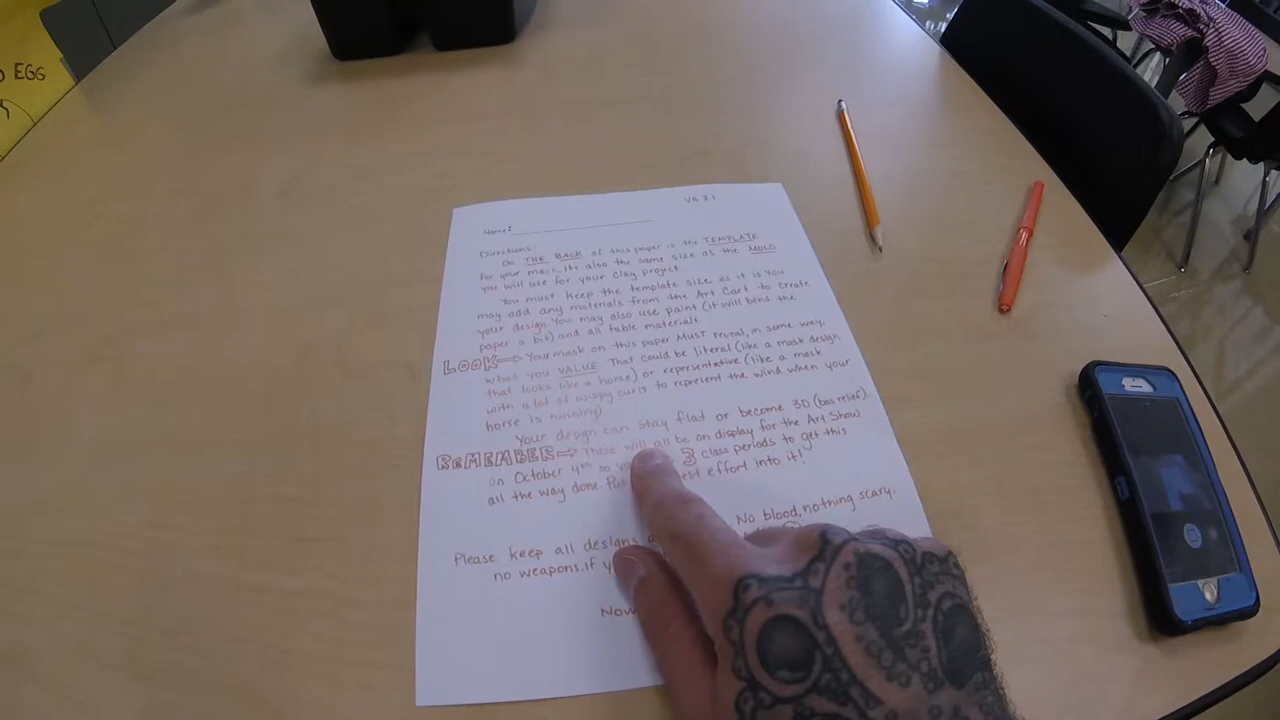 EGG
VA 7.1
Name:
Directions:
On THE BACK of this paper is the TEMPLATE
for your mask. It's also the same size as the MOLD
you will use for your clay project
You must keep the template size as it is. You
may add any materials from the Art Cart to create
your design. You may also use paint (it will bend the
paper a bit) and all table materials.
LOOK Your mask on this paper MUST reveal, in some way,
what you VALUE That could be literal (like a mask design
that looks like a horse) or representative (like a mask
with a lot of wispy curls to represent the wind when your
horse is running)
Your design can stay flat or become 3D (bas relief).
REMEMBER These will all be on display for the Art Show
on October 4th so 3 class periods to get this
all the way done. Put effort into it!
Please keep all designs No blood, nothing scary,
no weapons. If
Now